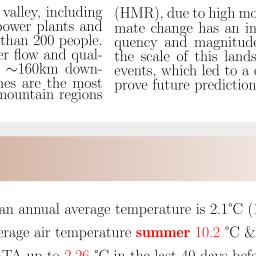 valley, including
power plants and
than 200 people.
er flow and qual-
∼160km down-
nes are the most
mountain regions
(HMR), due to high mo
mate change has an in
quency and magnitude
the scale of this lands
events, which led to a
prove future prediction
an annual average temperature is 2.1°C (
erage air temperature summer 10.2 °C &
TA up to 2.26 °C in the last 40 days befo